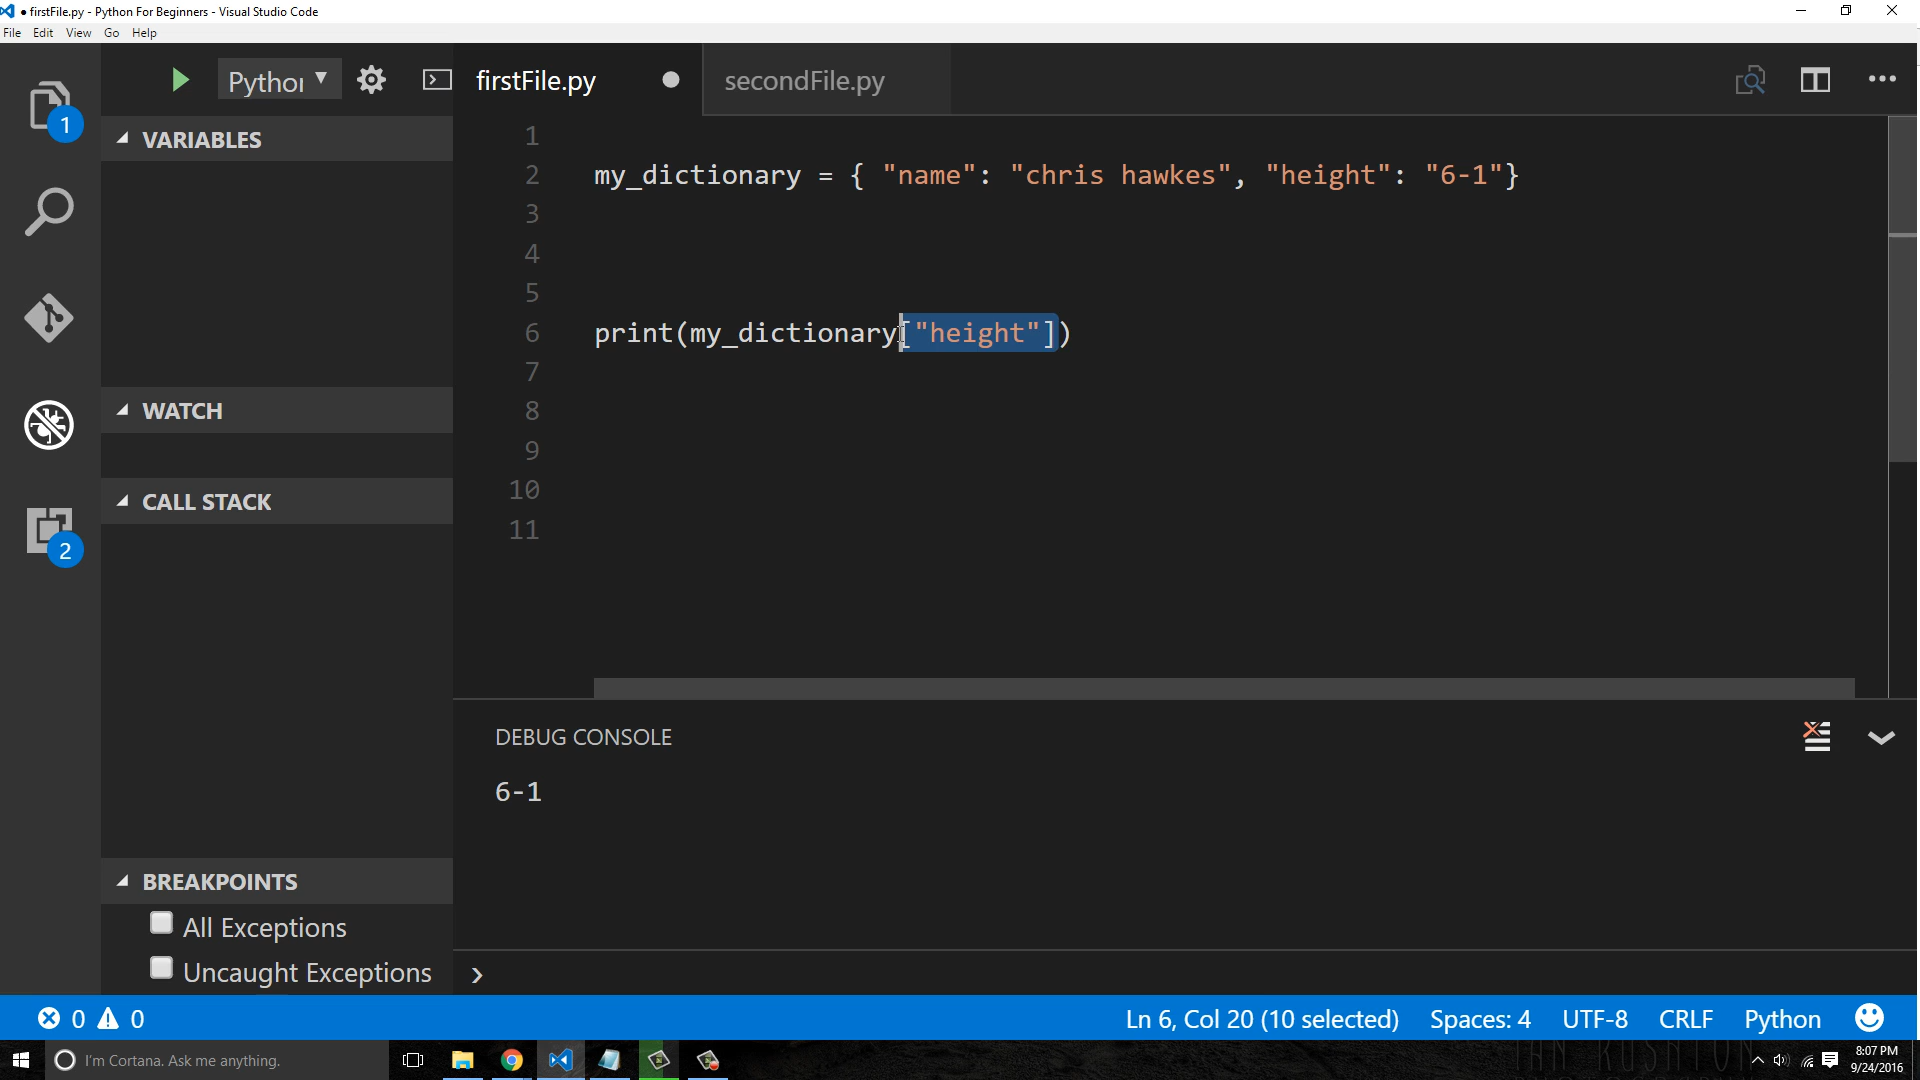 ● firstFile.py - Python For Beginners - Visual Studio Code
File Edit View Go Help
Pythor
firstFile.py
secondFile.py
1
VARIABLES
1
2 my_dictionary = { "name": "chris hawkes", "height": "6-1"}
3
4
5
6 print(my_dictionary["height"])
7
8
9
10
11
WATCH
CALL STACK
2
DEBUG CONSOLE
6-1
BREAKPOINTS
All Exceptions
Uncaught Exceptions
0 0
Ln 6, Col 20 (10 selected) Spaces: 4 UTF-8 CRLF Python
I'm Cortana. Ask me anything.
8:07 PM
9/24/2016